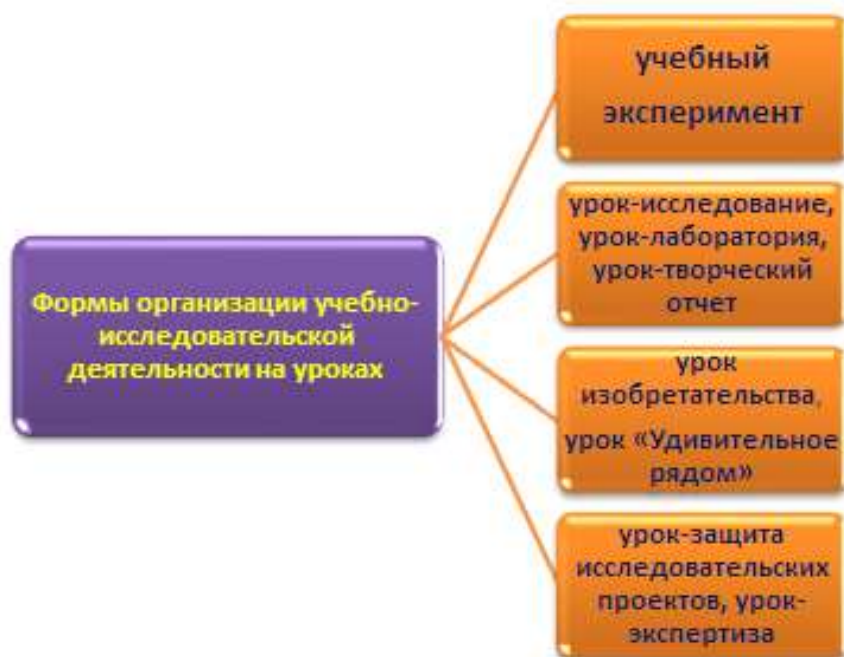 Формы организации учебно-
исследовательской
деятельности на уроках
учебный
эксперимент
урок-исследование,
урок-лаборатория,
урок-творческий
отчет
урок
изобретательства,
урок «Удивительное
рядом»
урок-защита
исследовательских
проектов, урок-
экспертиза